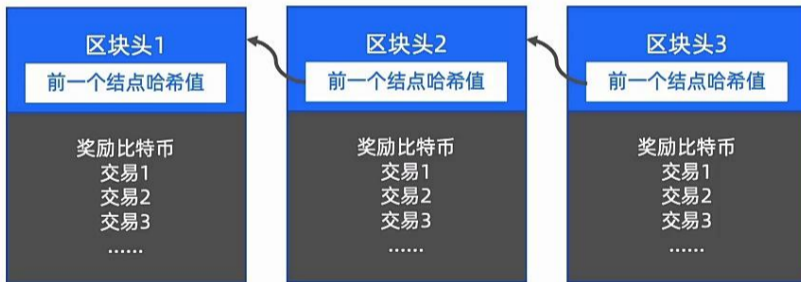 区块头1
前一个结点哈希值
奖励比特币
交易1
交易2
交易3
......
区块头2
前一个结点哈希值
奖励比特币
交易1
交易2
交易3
......
区块头3
前一个结点哈希值
奖励比特币
交易1
交易2
交易3
......